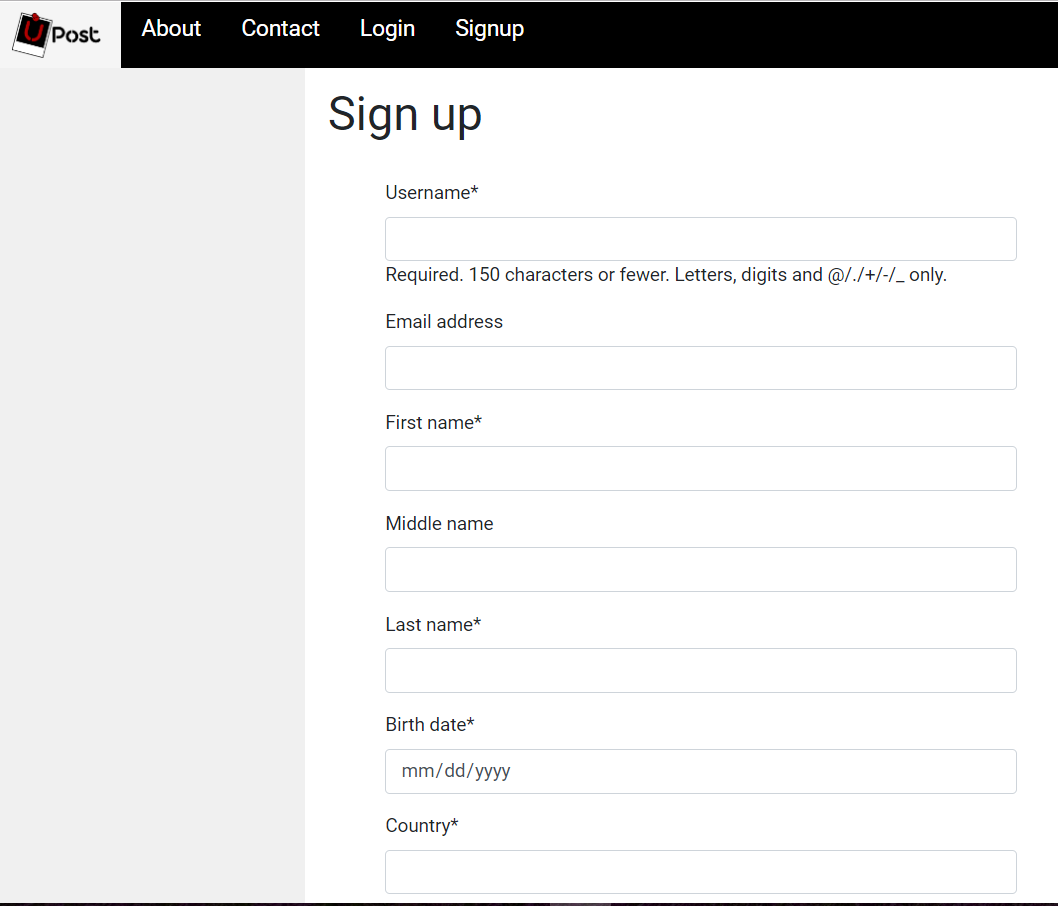 U Post
About
Contact
Login
Signup
Sign up
Username*
Required. 150 characters or fewer. Letters, digits and @/./+/-/_ only.
Email address
First name*
Middle name
Last name*
Birth date*
mm/dd/yyyy
Country*